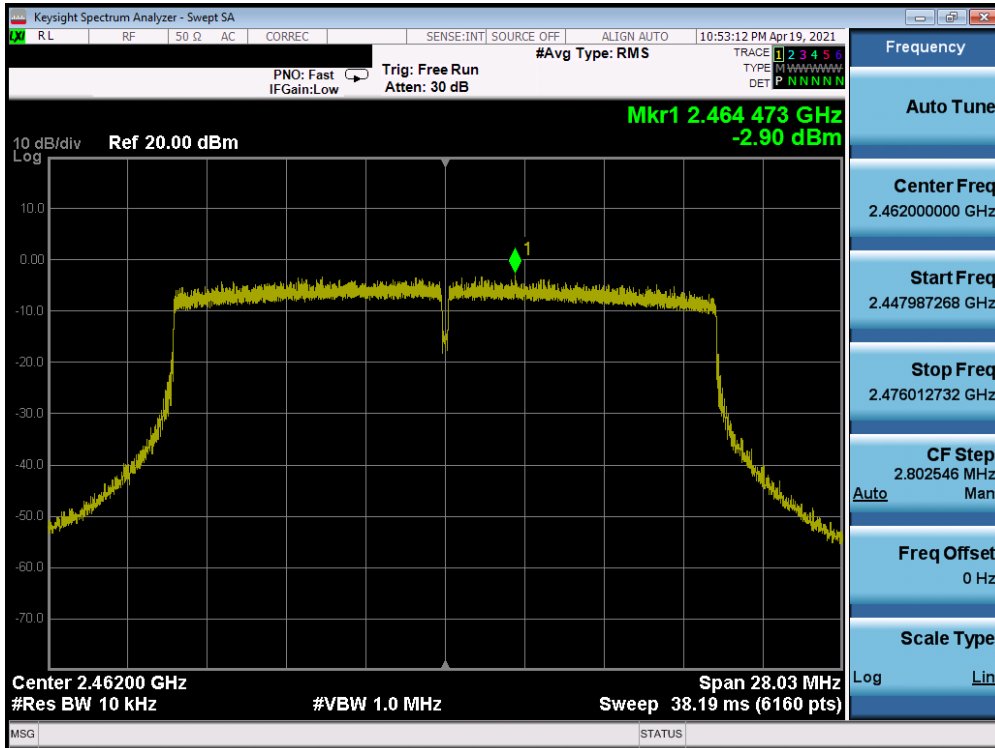 Keysight Spectrum Analyzer - Swept SA
LXI RL RF 50 Ω AC CORREC SENSE:INT SOURCE OFF ALIGN AUTO 10:53:12 PM Apr 19, 2021
#Avg Type: RMS
TRACE 1 2 3 4 5 6
TYPE M W W W W W
DET P N N N N N
PNO: Fast
IFGain:Low
Trig: Free Run
Atten: 30 dB
Mkr1 2.464 473 GHz
-2.90 dBm
10 dB/div
Log
Ref 20.00 dBm
10.0
0.00
-10.0
-20.0
-30.0
-40.0
-50.0
-60.0
-70.0
1
Center 2.46200 GHz
Span 28.03 MHz
#Res BW 10 kHz
#VBW 1.0 MHz
Sweep 38.19 ms (6160 pts)
MSG
STATUS
Frequency
Auto Tune
Center Freq
2.462000000 GHz
Start Freq
2.447987268 GHz
Stop Freq
2.476012732 GHz
CF Step
2.802546 MHz
Auto Man
Freq Offset
0 Hz
Scale Type
Log Lin